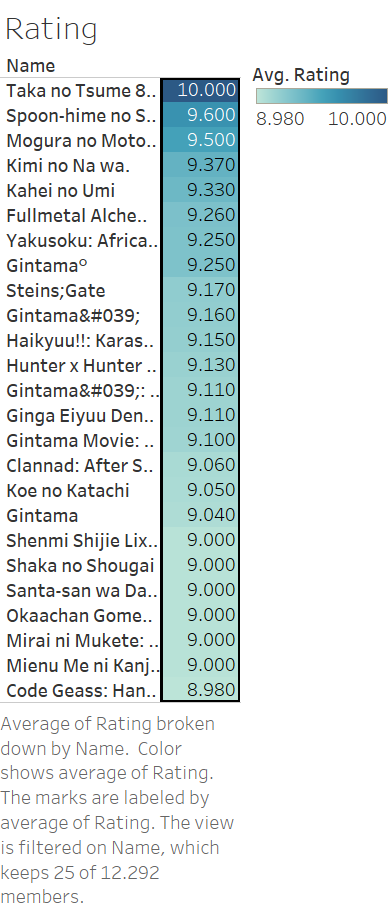 Rating
Name
Avg. Rating
8.980 10.000
Taka no Tsume 8.. 10.000
Spoon-hime no S.. 9.600
Mogura no Moto.. 9.500
Kimi no Na wa. 9.370
Kahei no Umi 9.330
Fullmetal Alche.. 9.260
Yakusoku: Africa.. 9.250
Gintama° 9.250
Steins;Gate 9.170
Gintama&#039; 9.160
Haikyuu!!: Karas.. 9.150
Hunter x Hunter .. 9.130
Gintama&#039;: .. 9.110
Ginga Eiyuu Den.. 9.110
Gintama Movie: .. 9.100
Clannad: After S.. 9.060
Koe no Katachi 9.050
Gintama 9.040
Shenmi Shijie Lix.. 9.000
Shaka no Shougai 9.000
Santa-san wa Da.. 9.000
Okaachan Gome.. 9.000
Mirai ni Mukete: .. 9.000
Mienu Me ni Kanj.. 9.000
Code Geass: Han.. 8.980
Average of Rating broken
down by Name. Color
shows average of Rating.
The marks are labeled by
average of Rating. The view
is filtered on Name, which
keeps 25 of 12.292
members.